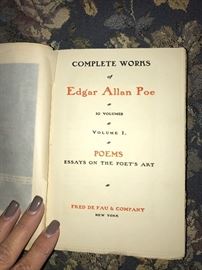 COMPLETE WORKS
of
Edgar Allan Poe
10 VOLUMES
VOLUME I.
POEMS
ESSAYS ON THE POET'S ART
FRED DE FAU & COMPANY
NEW YORK